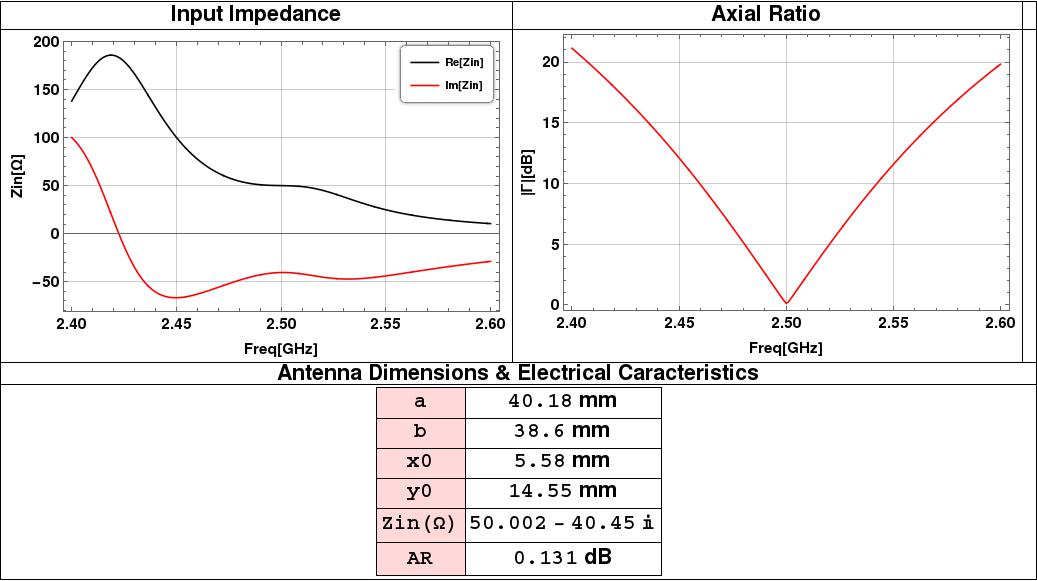 Input Impedance
Axial Ratio
200
150
100
50
0
−50
Zin[Ω]
Re[Zin]
Im[Zin]
2.40 2.45 2.50 2.55 2.60
Freq[GHz]
20
15
10
5
0
|Γ|[dB]
2.40 2.45 2.50 2.55 2.60
Freq[GHz]
Antenna Dimensions & Electrical Caracteristics
a 40.18 mm
b 38.6 mm
x0 5.58 mm
y0 14.55 mm
Zin(Ω) 50.002 − 40.45 i
AR 0.131 dB